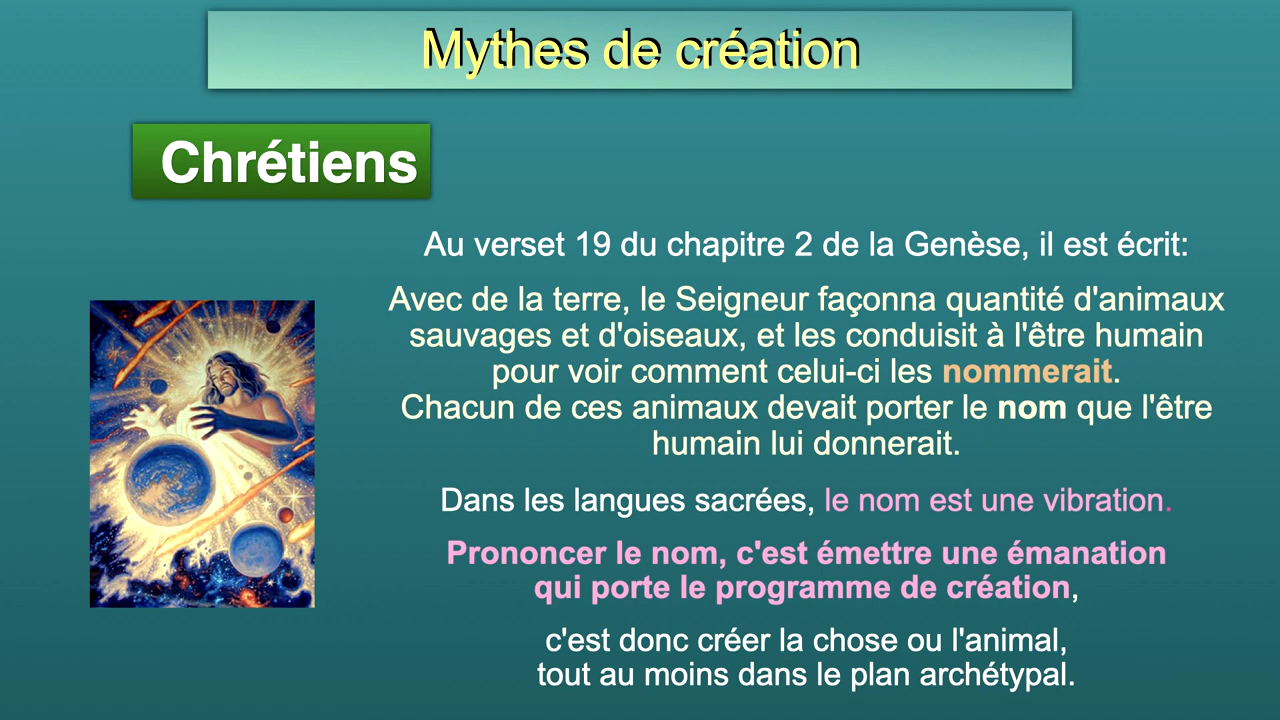 Mythes de création
Chrétiens
Au verset 19 du chapitre 2 de la Genèse, il est écrit:
Avec de la terre, le Seigneur façonna quantité d'animaux
sauvages et d'oiseaux, et les conduisit à l'être humain
pour voir comment celui-ci les nommerait.
Chacun de ces animaux devait porter le nom que l'être
humain lui donnerait.
Dans les langues sacrées, le nom est une vibration.
Prononcer le nom, c'est émettre une émanation
qui porte le programme de création,
c'est donc créer la chose ou l'animal,
tout au moins dans le plan archétypal.